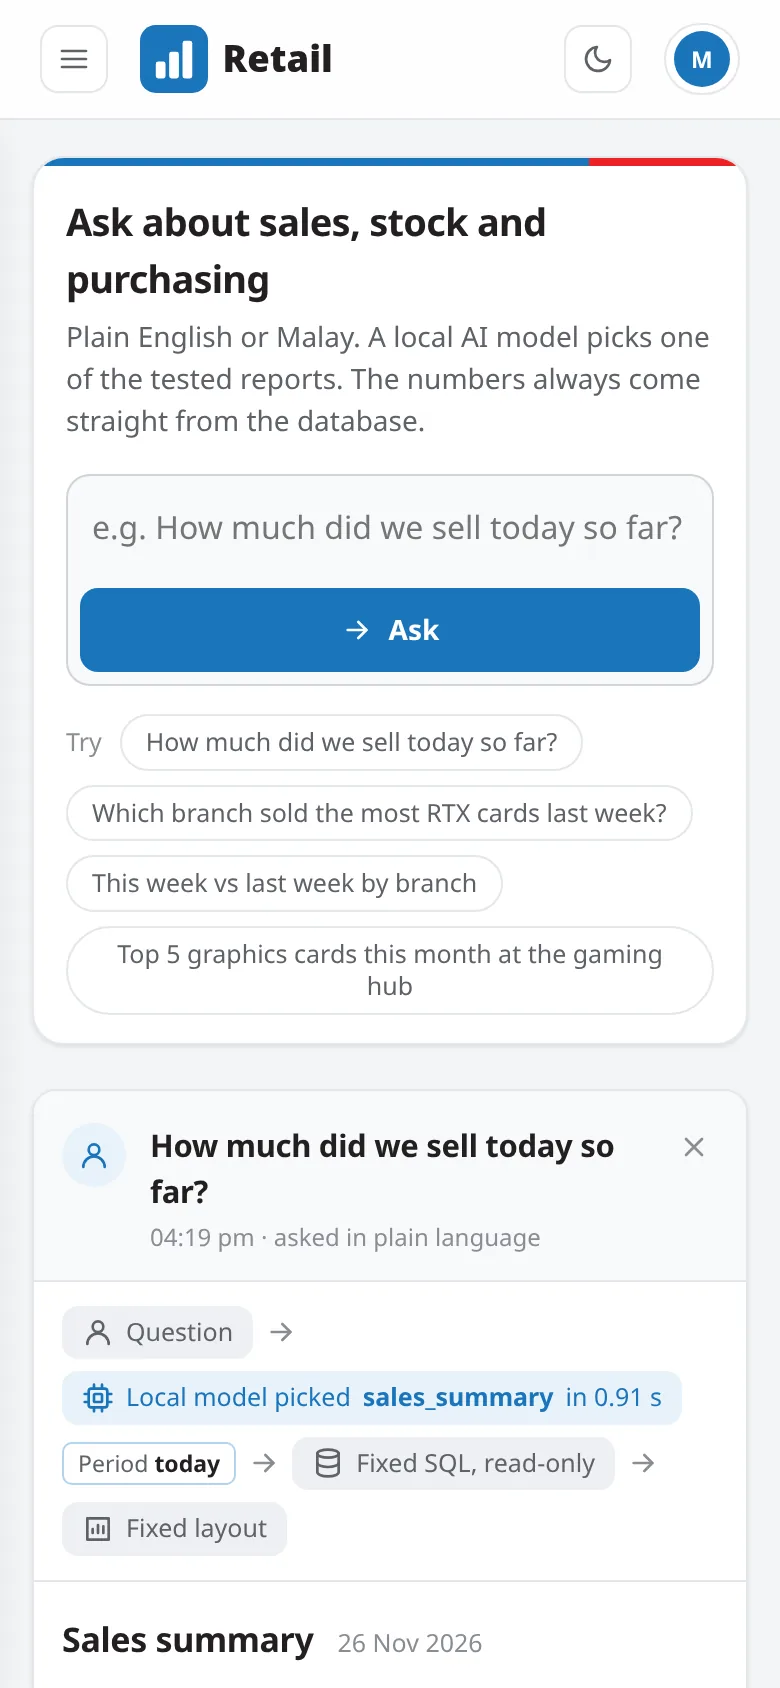 Retail
M
Ask about sales, stock and
purchasing
Plain English or Malay. A local AI model picks one
of the tested reports. The numbers always come
straight from the database.
e.g. How much did we sell today so far?
Ask
Try
How much did we sell today so far?
Which branch sold the most RTX cards last week?
This week vs last week by branch
Top 5 graphics cards this month at the gaming
hub
How much did we sell today so
far?
04:19 pm · asked in plain language
Question
Local model picked sales_summary in 0.91 s
Period today
Fixed SQL, read-only
Fixed layout
Sales summary 26 Nov 2026